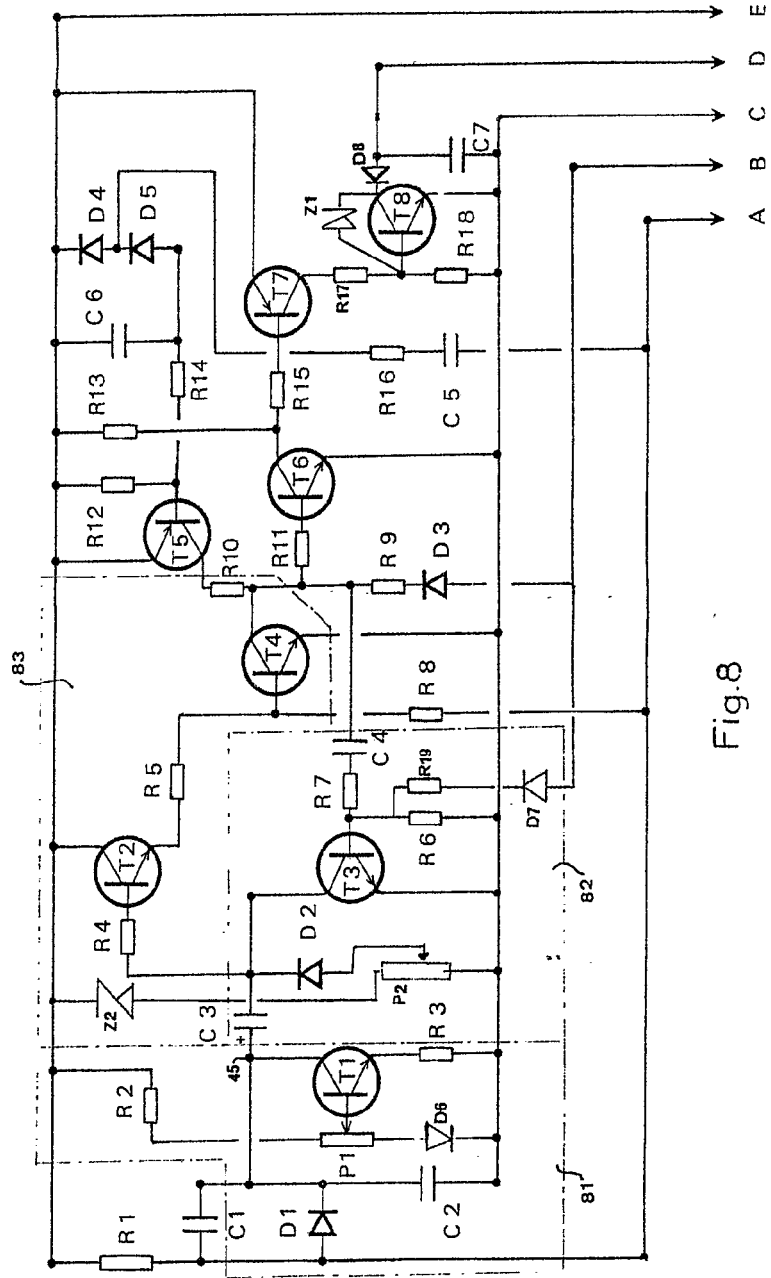 83
R1
R2
C1
D1
C2
P1
D6
T1
R3
45
C3
+
Z2
R4
T2
R5
D2
P2
T3
R7
C4
R6
R19
D7
R8
T4
T5
R10
R12
R13
C6
R14
D4
D5
R11
T6
R9
D3
R15
T7
R16
C5
R17
R18
Z1
T8
D8
C7
81
82
A
B
C
D
E
Fig.8